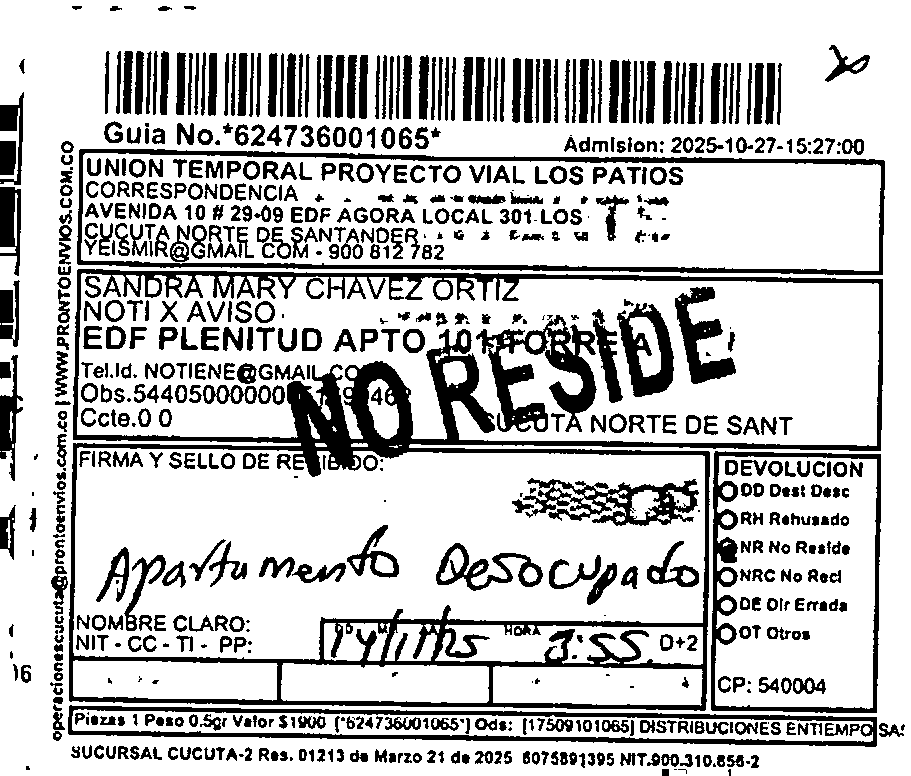 Guia No.*624736001065*
Admision: 2025-10-27-15:27:00
UNION TEMPORAL PROYECTO VIAL LOS PATIOS
CORRESPONDENCIA
AVENIDA 10 # 29-09 EDF AGORA LOCAL 301 LOS
CUCUTA NORTE DE SANTANDER
YEISMIR@GMAIL COM - 900 812 782
SANDRA MARY CHAVEZ ORTIZ
NOTI X AVISO
EDF PLENITUD APTO 101 TORRE A
Tel.Id. NOTIENE@GMAIL.CO
Obs.5440500000
Ccte.0 0
CUCUTA NORTE DE SANT
NO RESIDE
FIRMA Y SELLO DE RECIBIDO:
Apartamento Desocupado
NOMBRE CLARO:
NIT - CC - TI - PP:
HORA 3:55 D+2
DEVOLUCION
DD Dest Desc
RH Rehusado
NR No Reside
NRC No Recl
DE Dir Errada
OT Otros
CP: 540004
Piezas 1 Peso 0.5gr Valor $1900 [*624736001065*] Ods: [17509101065] DISTRIBUCIONES ENTIEMPO SAS
SUCURSAL CUCUTA-2 Res. 01213 de Marzo 21 de 2025 6075891395 NIT.900.310.856-2
operacionescucuta@prontoenvios.com.co | WWW.PRONTOENVIOS.COM.CO